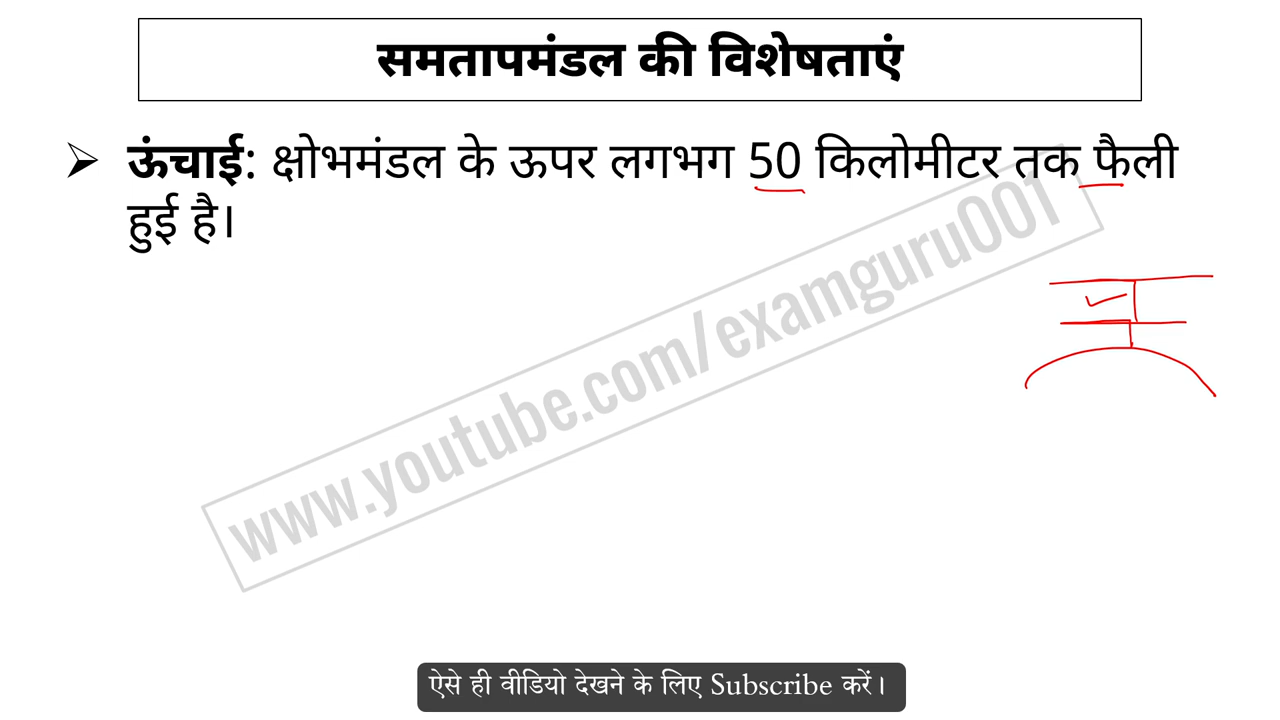 समतापमंडल की विशेषताएं
➢ ऊंचाई: क्षोभमंडल के ऊपर लगभग 50 किलोमीटर तक फैली
हुई है।
www.youtube.com/examguru001
ऐसे ही वीडियो देखने के लिए Subscribe करें।